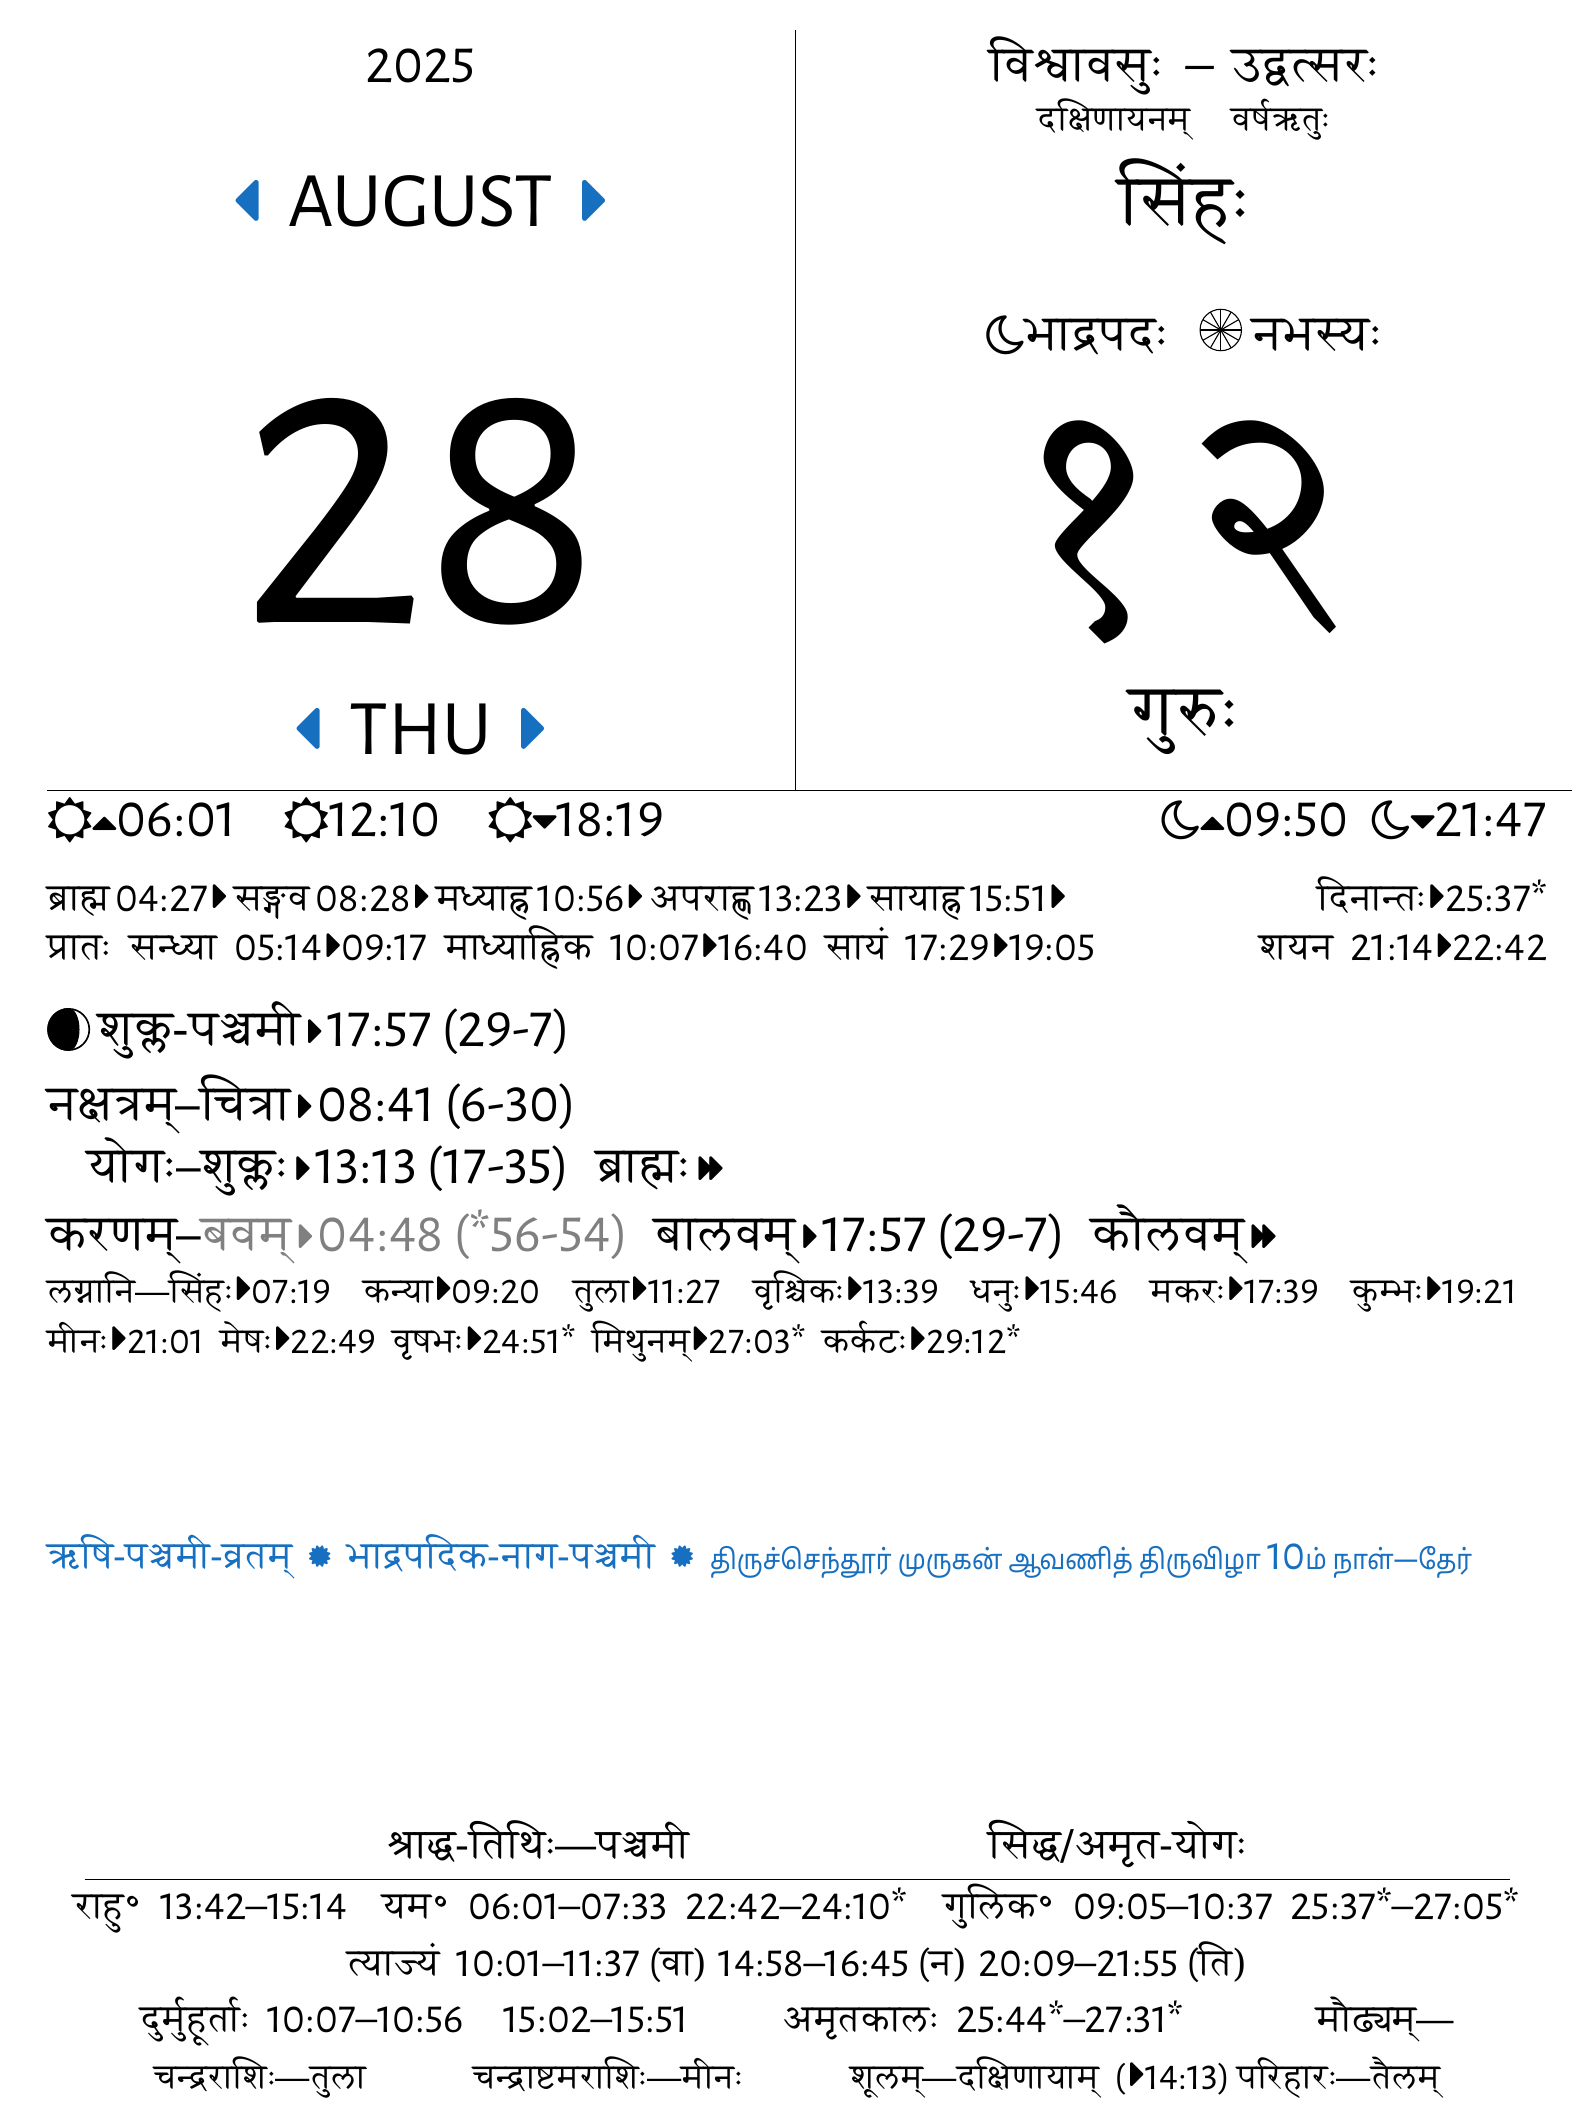 2025
AUGUST
28
THU
विश्वावसुः – उद्वत्सरः
दक्षिणायनम् वर्षऋतुः
सिंहः
भाद्रपदः नभस्यः
१२
गुरुः
06:01 12:10 18:19 09:50 21:47
ब्राह्म 04:27 सङ्गव 08:28 मध्याह्न 10:56 अपराह्ण 13:23 सायाह्न 15:51 दिनान्तः 25:37*
प्रातः सन्ध्या 05:14 09:17 माध्याह्निक 10:07 16:40 सायं 17:29 19:05 शयन 21:14 22:42
शुक्ल-पञ्चमी 17:57 (29-7)
नक्षत्रम्–चित्रा 08:41 (6-30)
योगः–शुक्लः 13:13 (17-35) ब्राह्मः
करणम्–बवम् 04:48 (*56-54) बालवम् 17:57 (29-7) कौलवम्
लग्नानि—सिंहः 07:19 कन्या 09:20 तुला 11:27 वृश्चिकः 13:39 धनुः 15:46 मकरः 17:39 कुम्भः 19:21
मीनः 21:01 मेषः 22:49 वृषभः 24:51* मिथुनम् 27:03* कर्कटः 29:12*
ऋषि-पञ्चमी-व्रतम् भाद्रपदिक-नाग-पञ्चमी திருச்செந்தூர் முருகன் ஆவணித் திருவிழா 10ம் நாள்—தேர்
श्राद्ध-तिथिः—पञ्चमी सिद्ध/अमृत-योगः
राहु॰ 13:42–15:14 यम॰ 06:01–07:33 22:42–24:10* गुलिक॰ 09:05–10:37 25:37*–27:05*
त्याज्यं 10:01–11:37 (वा) 14:58–16:45 (न) 20:09–21:55 (ति)
दुर्मुहूर्ताः 10:07–10:56 15:02–15:51 अमृतकालः 25:44*–27:31* मौढ्यम्—
चन्द्रराशिः—तुला चन्द्राष्टमराशिः—मीनः शूलम्—दक्षिणायाम् (14:13) परिहारः—तैलम्